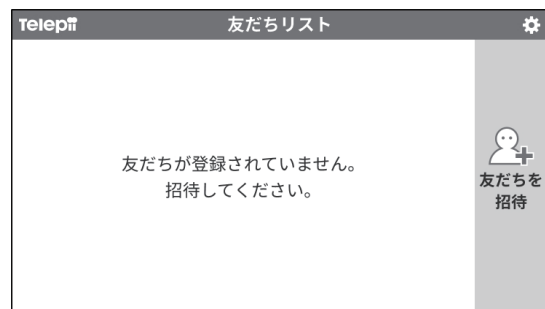 Telepii
友だちリスト
友だちが登録されていません。
招待してください。
友だちを
招待